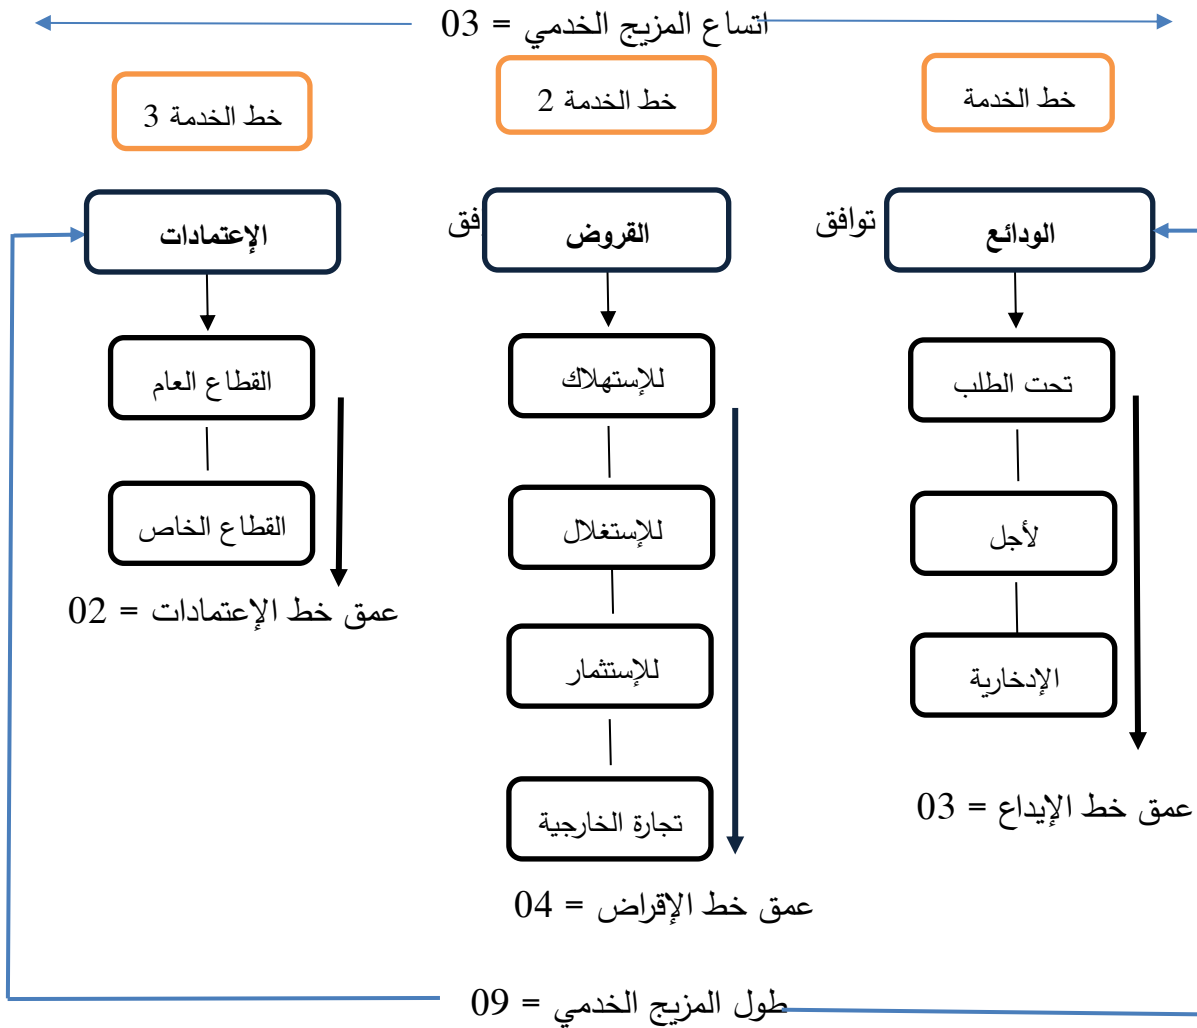 اتساع المزيج الخدمي = 03
خط الخدمة
خط الخدمة 2
خط الخدمة 3
الودائع
توافق
القروض
فق
الإعتمادات
تحت الطلب
للإستهلاك
القطاع العام
لأجل
للإستغلال
القطاع الخاص
عمق خط الإعتمادات = 02
الإدخارية
للإستثمار
عمق خط الإيداع = 03
تجارة الخارجية
عمق خط الإقراض = 04
طول المزيج الخدمي = 09